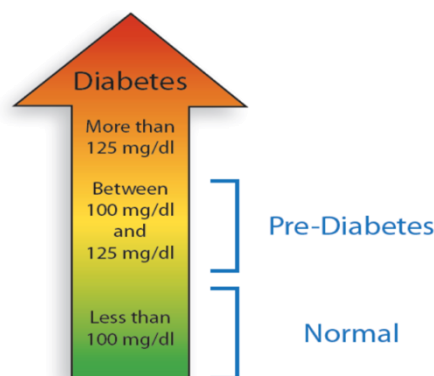 Diabetes
More than
125 mg/dl
Between
100 mg/dl
and
125 mg/dl
Pre-Diabetes
Less than
100 mg/dl
Normal